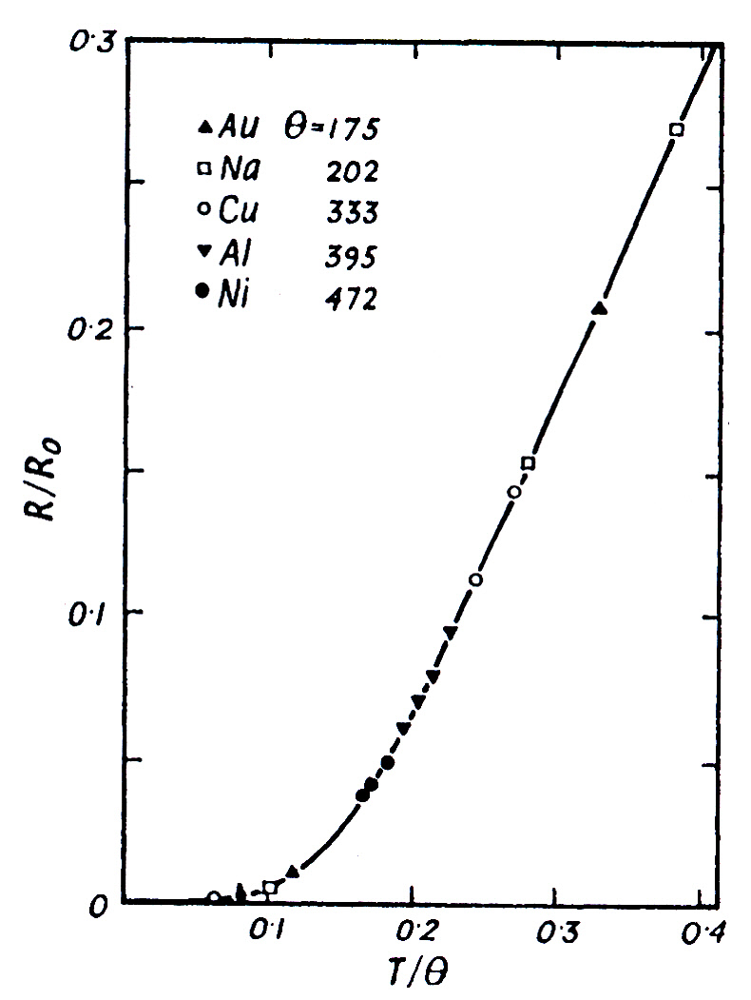 0·3
▲ Au θ=175
□ Na 202
○ Cu 333
▼ Al 395
● Ni 472
0·2
R/R₀
0·1
0
0·1 0·2 0·3 0·4
T/θ